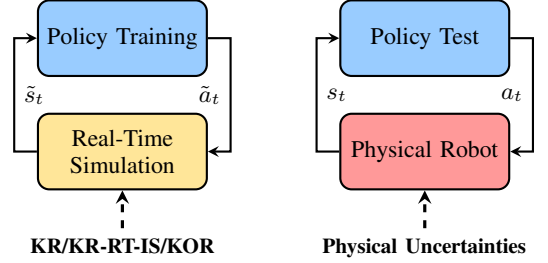 Policy Training
s̃ₜ
ãₜ
Real-Time
Simulation
KR/KR-RT-IS/KOR
Policy Test
sₜ
aₜ
Physical Robot
Physical Uncertainties